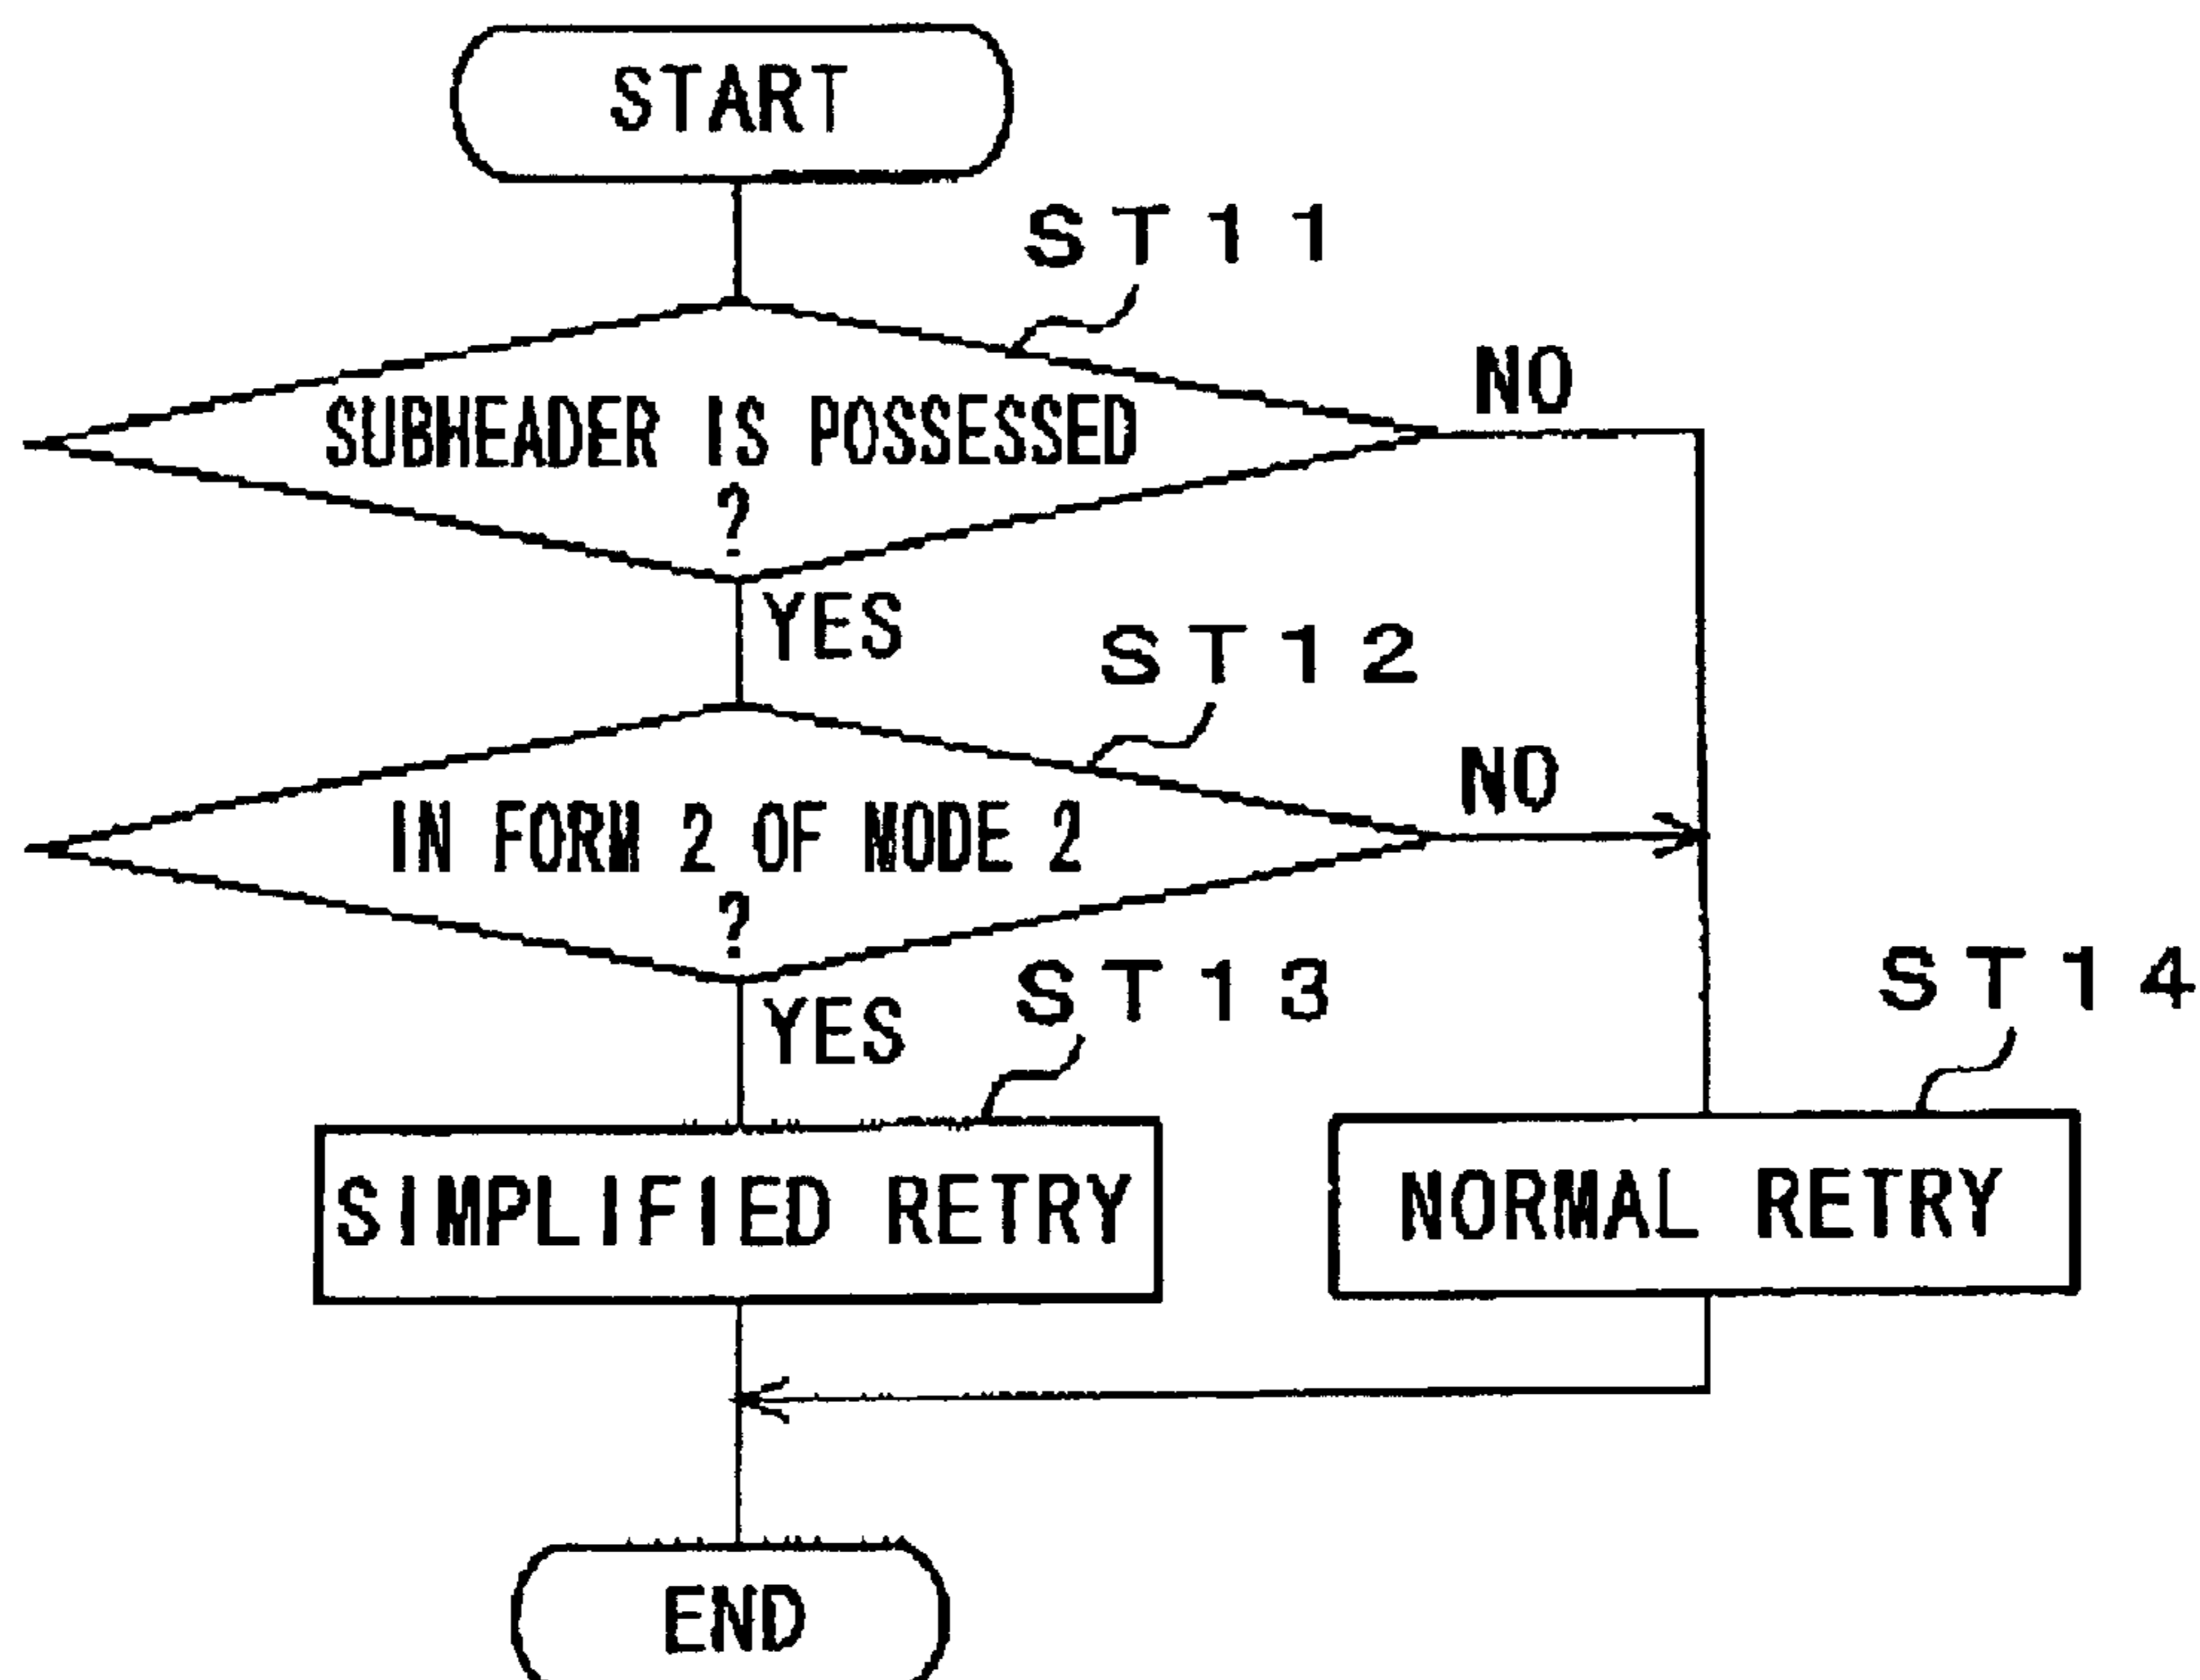 START
ST11
SUBHEADER IS POSSESSED
?
NO
YES
ST12
IN FORM 2 OF MODE 2
?
NO
YES
ST13
ST14
SIMPLIFIED RETRY
NORMAL RETRY
END